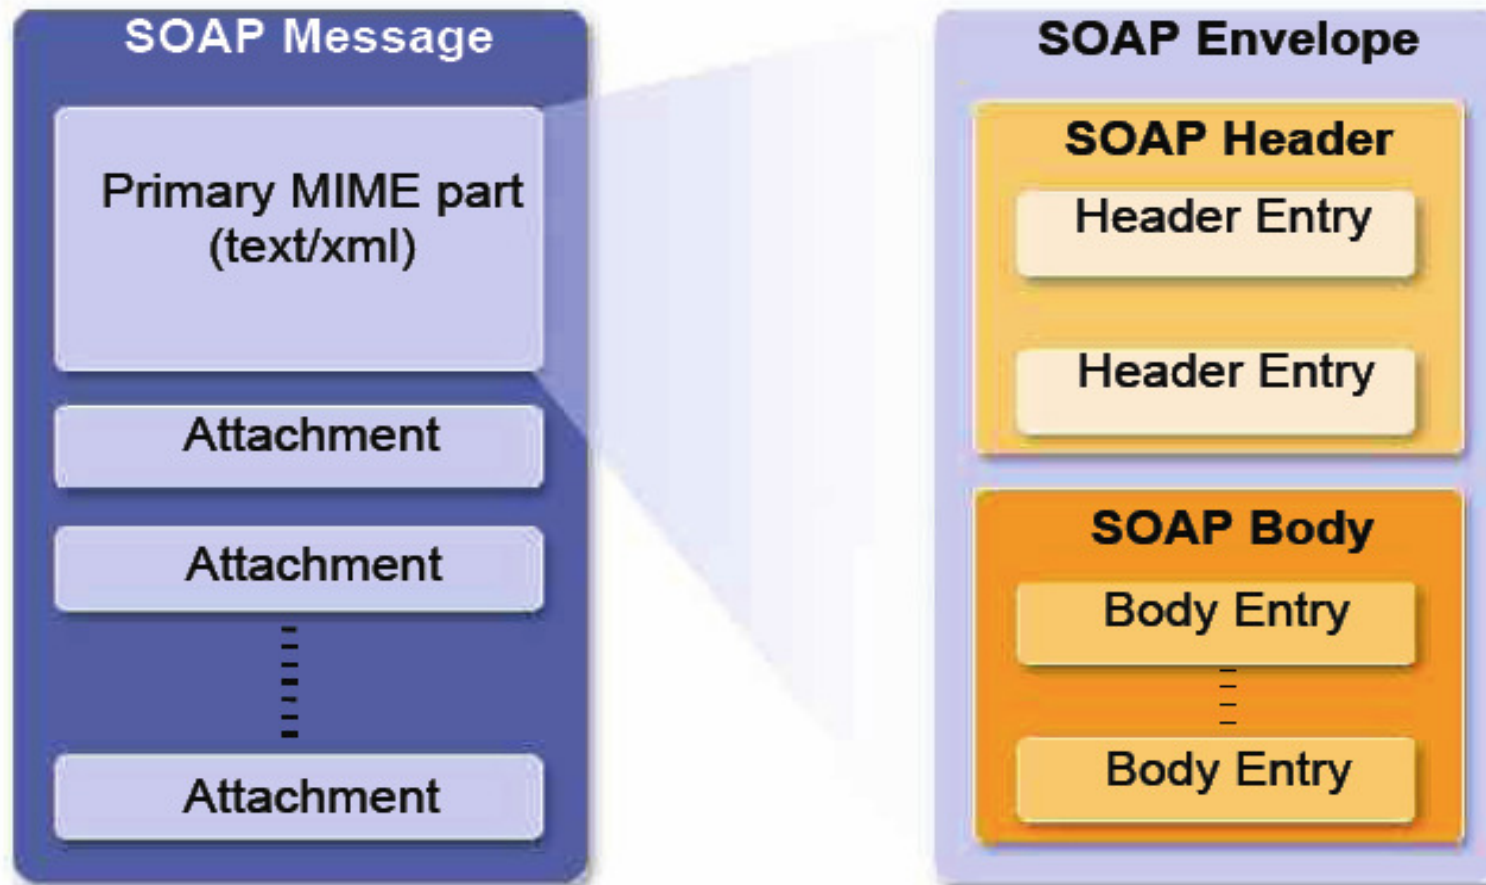 SOAP Message
Primary MIME part
(text/xml)
Attachment
Attachment
Attachment
SOAP Envelope
SOAP Header
Header Entry
Header Entry
SOAP Body
Body Entry
Body Entry